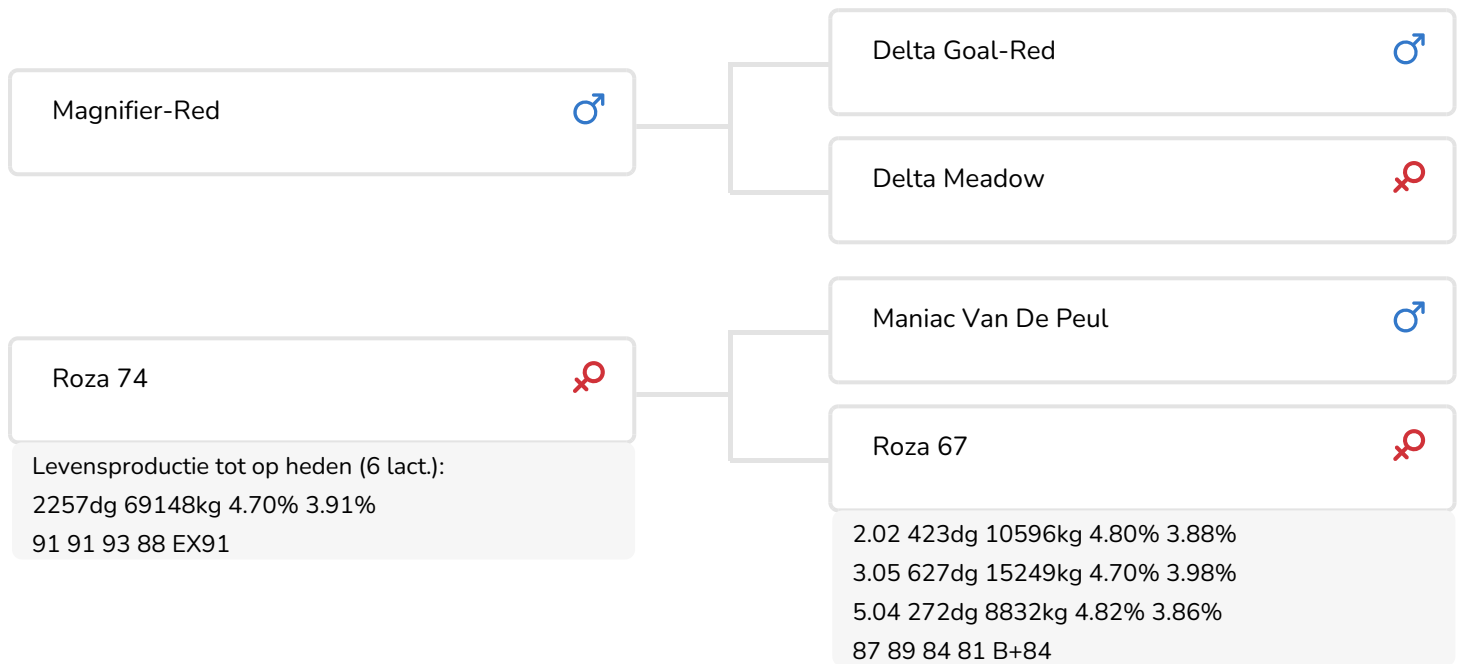 Magnifier-Red
Delta Goal-Red
Delta Meadow
Roza 74
Levensproductie tot op heden (6 lact.):
2257dg 69148kg 4.70% 3.91%
91 91 93 88 EX91
Maniac Van De Peul
Roza 67
2.02 423dg 10596kg 4.80% 3.88%
3.05 627dg 15249kg 4.70% 3.98%
5.04 272dg 8832kg 4.82% 3.86%
87 89 84 81 B+84